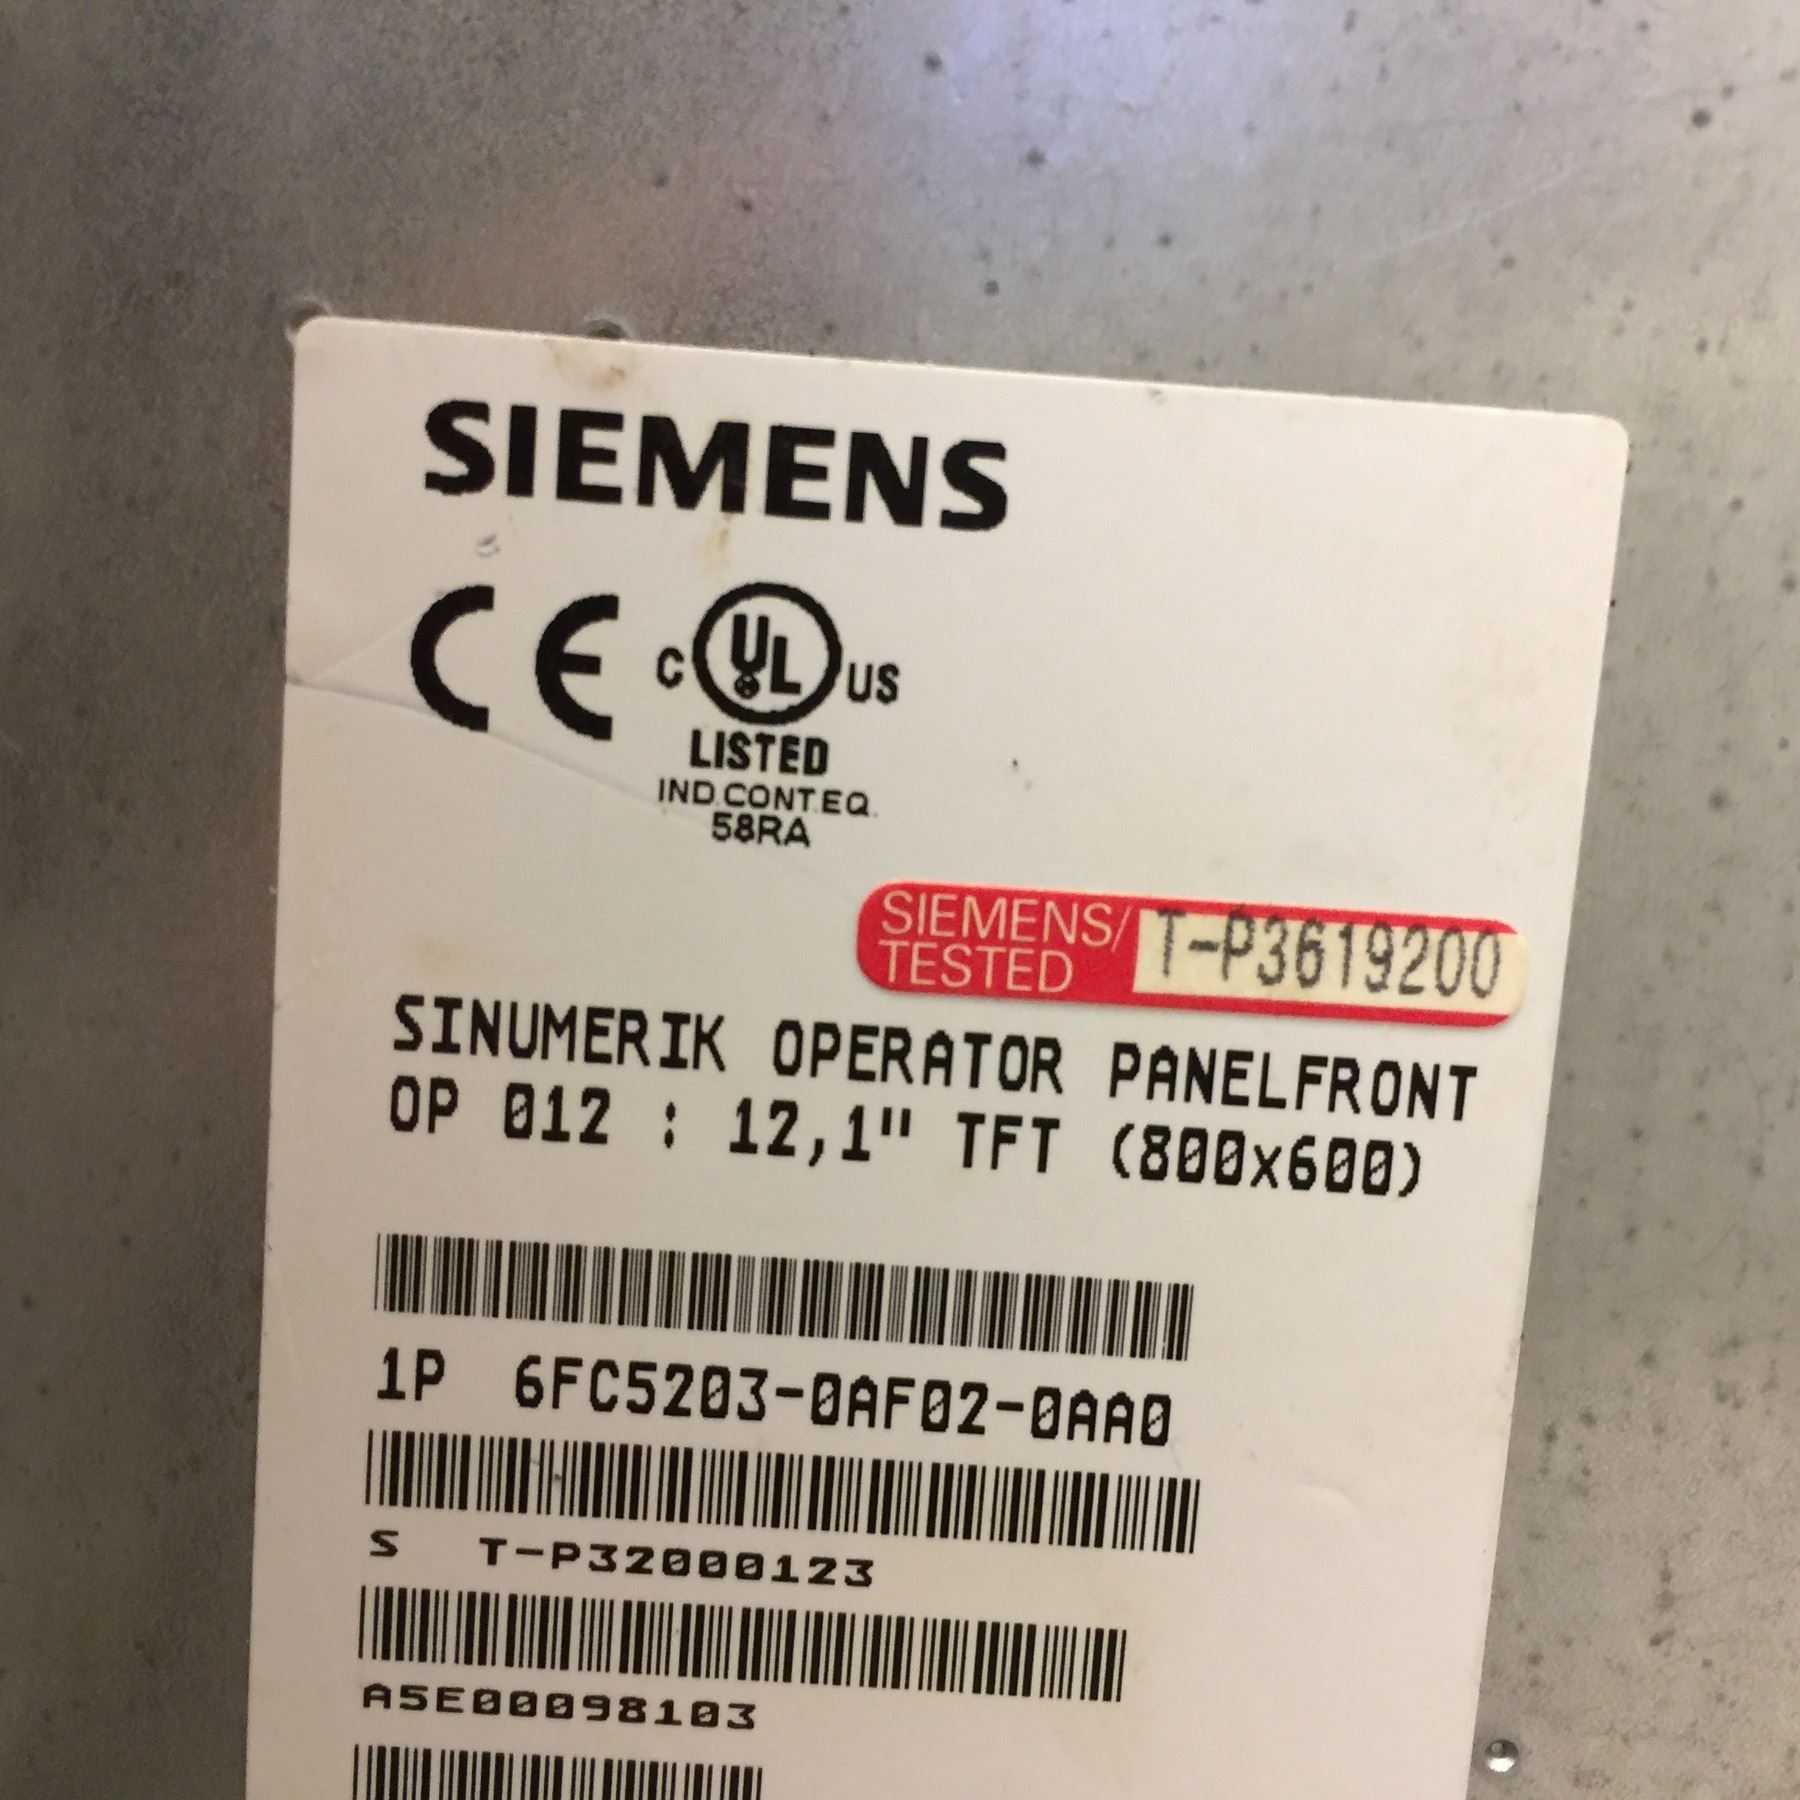 SIEMENS
CE
C UL US
LISTED
IND.CONT.EQ.
58RA
SIEMENS/
TESTED
T-P3619200
SINUMERIK OPERATOR PANELFRONT
OP 012 : 12,1" TFT (800x600)
1P 6FC5203-0AF02-0AA0
S T-P32000123
A5E00098103